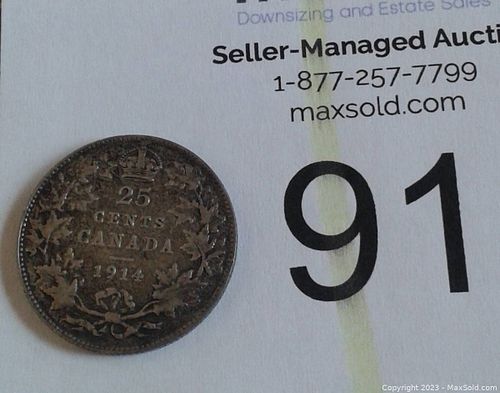 Downsizing and Estate Sales
Seller-Managed Aucti
1-877-257-7799
maxsold.com
91
25
CENTS
CANADA
1914
Copyright 2023 - MaxSold.com